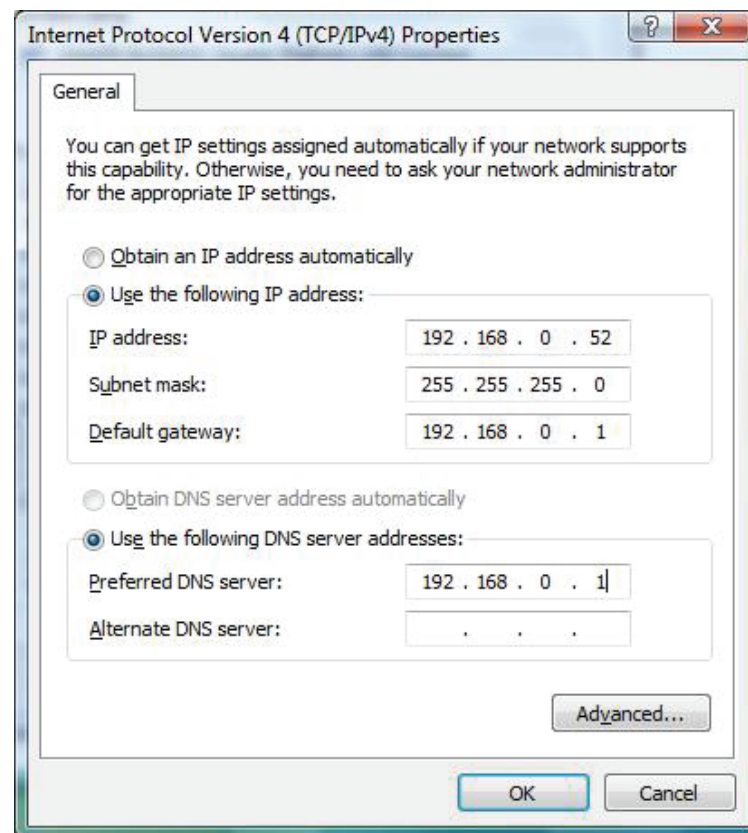 Internet Protocol Version 4 (TCP/IPv4) Properties
? X
General
You can get IP settings assigned automatically if your network supports
this capability. Otherwise, you need to ask your network administrator
for the appropriate IP settings.
Obtain an IP address automatically
Use the following IP address:
IP address: 192 . 168 . 0 . 52
Subnet mask: 255 . 255 . 255 . 0
Default gateway: 192 . 168 . 0 . 1
Obtain DNS server address automatically
Use the following DNS server addresses:
Preferred DNS server: 192 . 168 . 0 . 1
Alternate DNS server: . . .
Advanced...
OK Cancel